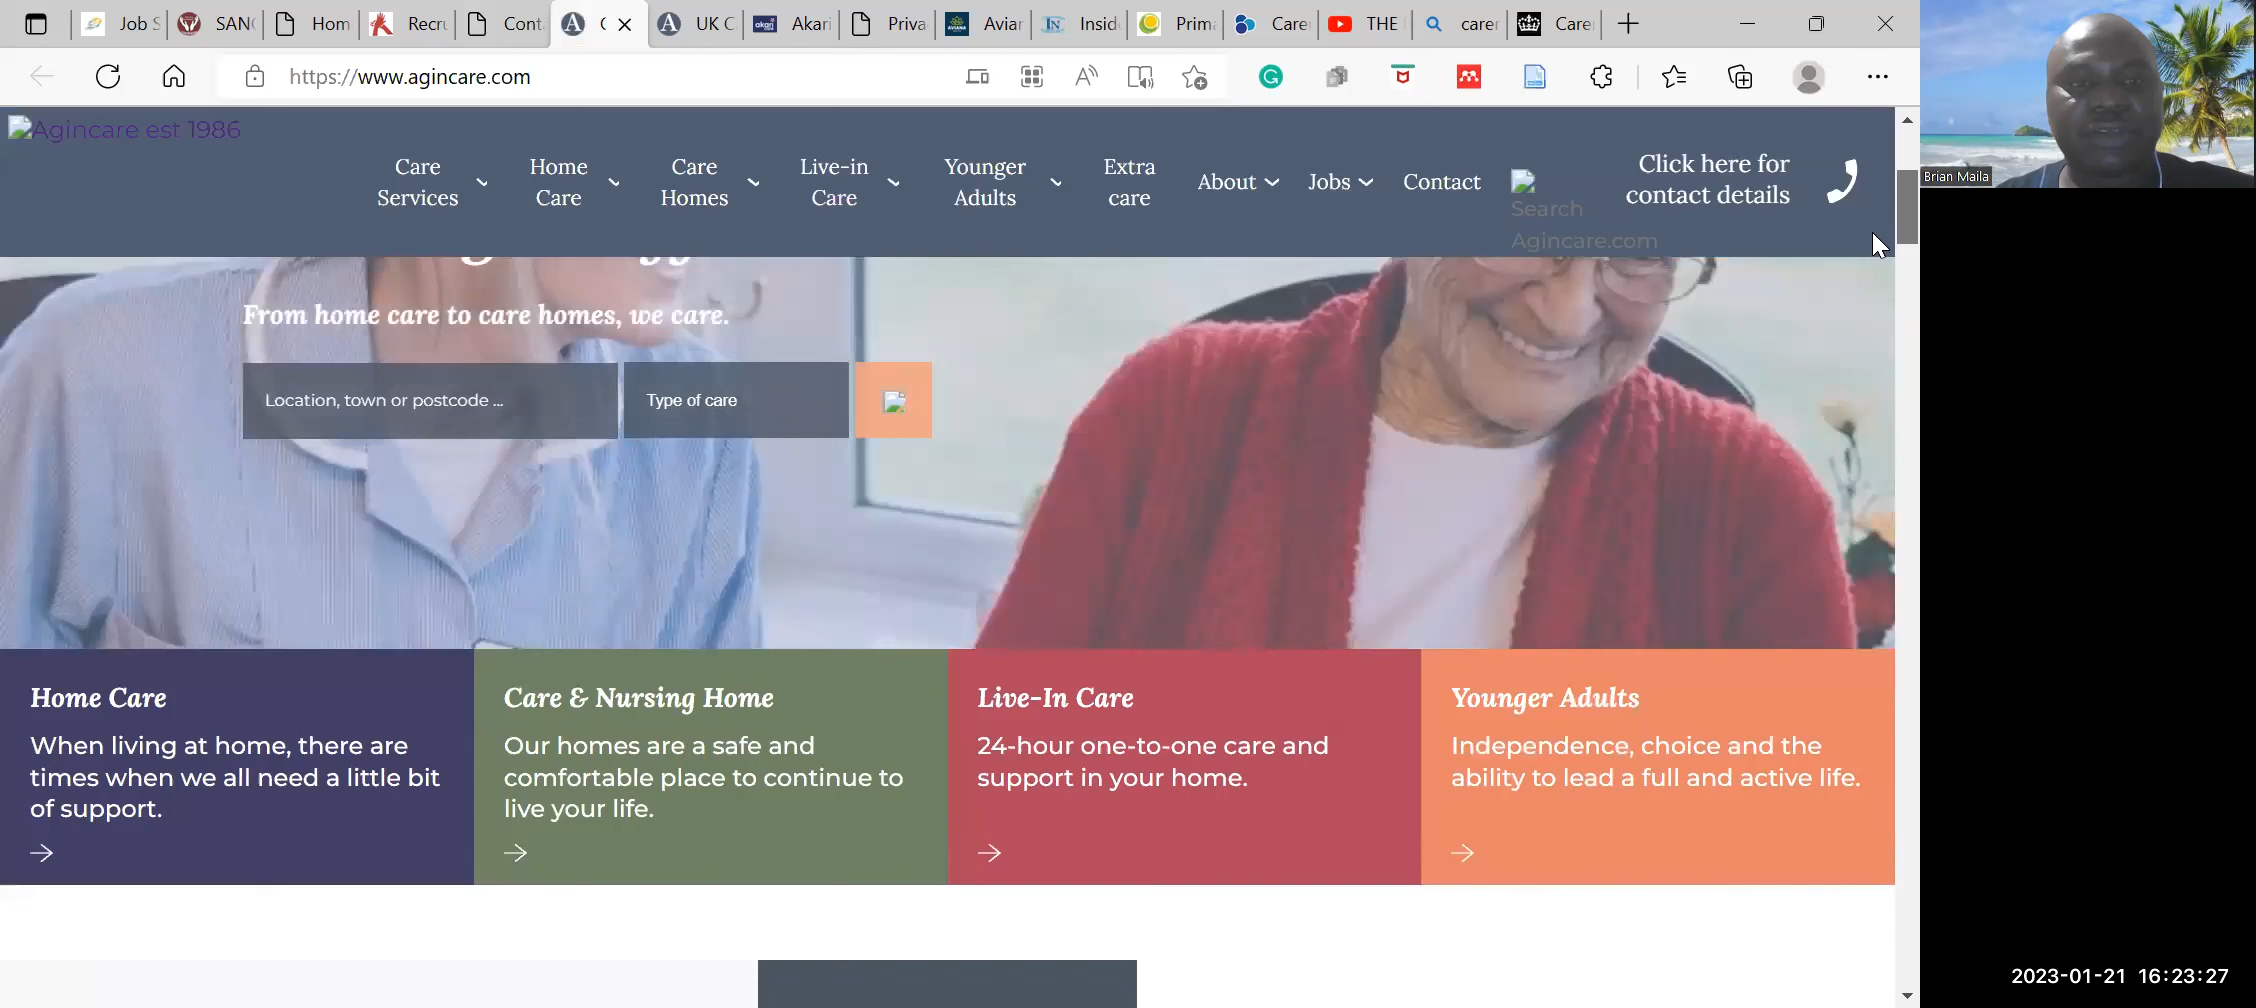 Job S
SAN
Hom
Recru
Cont
UK C
Akari
Priva
Aviar
Insid
Prima
Care
THE
carer
Care
https://www.agincare.com
Agincare est 1986
Care
Services
Home
Care
Care
Homes
Live-in
Care
Younger
Adults
Extra
care
About
Jobs
Contact
Search
Agincare.com
Click here for
contact details
Brian Maila
From home care to care homes, we care.
Location, town or postcode ...
Type of care
Home Care
When living at home, there are
times when we all need a little bit
of support.
Care & Nursing Home
Our homes are a safe and
comfortable place to continue to
live your life.
Live-In Care
24-hour one-to-one care and
support in your home.
Younger Adults
Independence, choice and the
ability to lead a full and active life.
2023-01-21 16:23:27